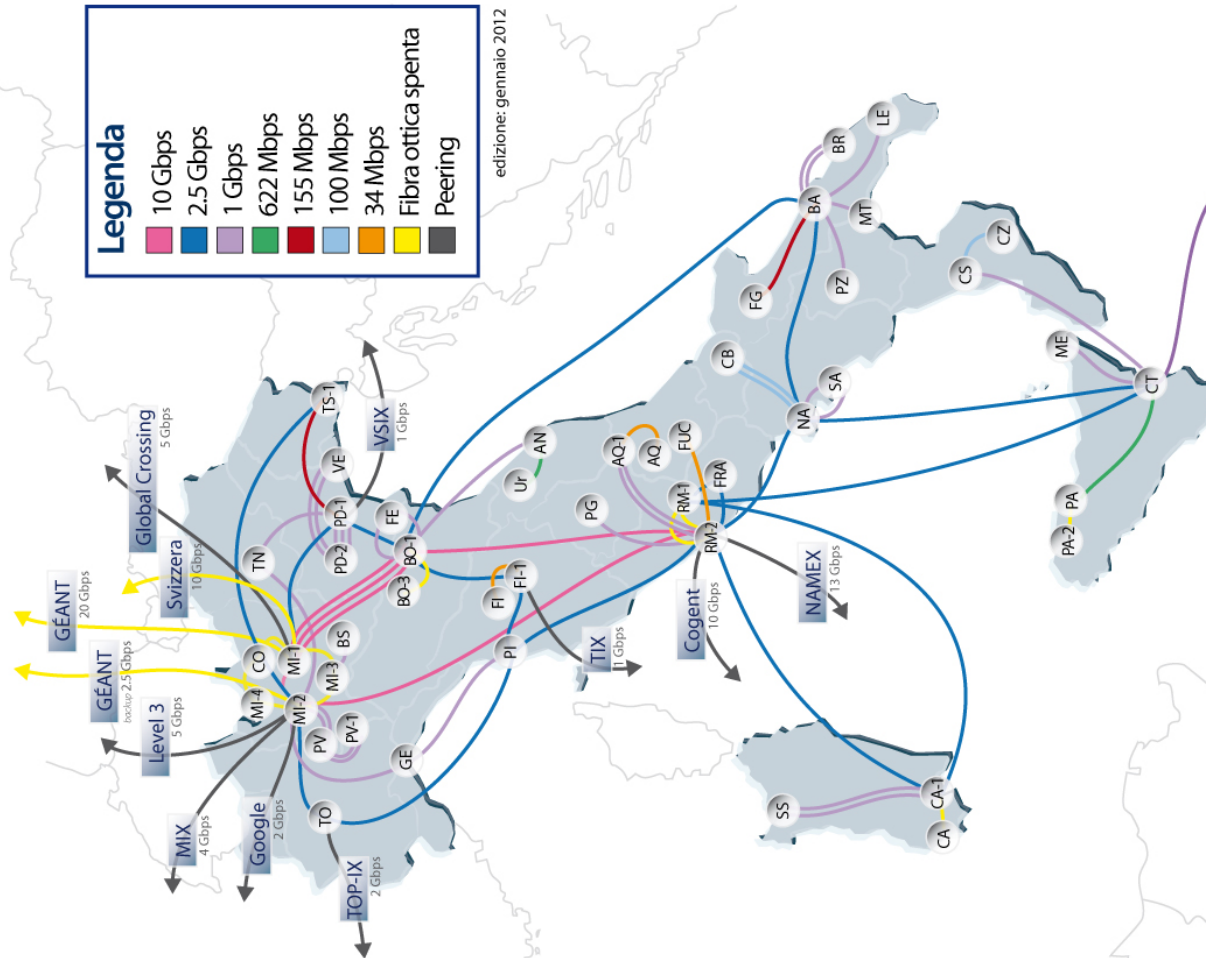 Legenda
10 Gbps
2.5 Gbps
1 Gbps
622 Mbps
155 Mbps
100 Mbps
34 Mbps
Fibra ottica spenta
Peering
edizione: gennaio 2012
Global Crossing
5 Gbps
Svizzera
10 Gbps
GÉANT
20 Gbps
GÉANT
backup 2.5 Gbps
Level 3
5 Gbps
MIX
4 Gbps
Google
2 Gbps
TOP-IX
2 Gbps
VSIX
1 Gbps
TIX
1 Gbps
Cogent
10 Gbps
NAMEX
13 Gbps
TS-1
VE
PD-1
PD-2
TN
FE
BO-1
BO-3
CO
MI-1
MI-3
BS
MI-4
MI-2
PV
PV-1
GE
TO
PI
FI
FI-1
AN
Ur
PG
AQ-1
AQ
FUC
RM-1
FRA
RM-2
CB
NA
SA
FG
BA
BR
LE
MT
PZ
CS
CZ
ME
CT
PA
PA-2
SS
CA-1
CA